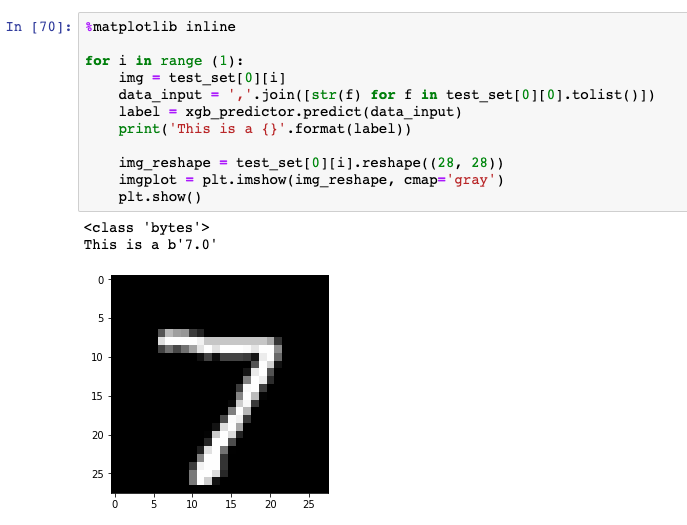 In [70]: %matplotlib inline
for i in range (1):
    img = test_set[0][i]
    data_input = ','.join([str(f) for f in test_set[0][0].tolist()])
    label = xgb_predictor.predict(data_input)
    print('This is a {}'.format(label))
    img_reshape = test_set[0][i].reshape((28, 28))
    imgplot = plt.imshow(img_reshape, cmap='gray')
    plt.show()
<class 'bytes'>
This is a b'7.0'
0
5
10
15
20
25
7
0 5 10 15 20 25